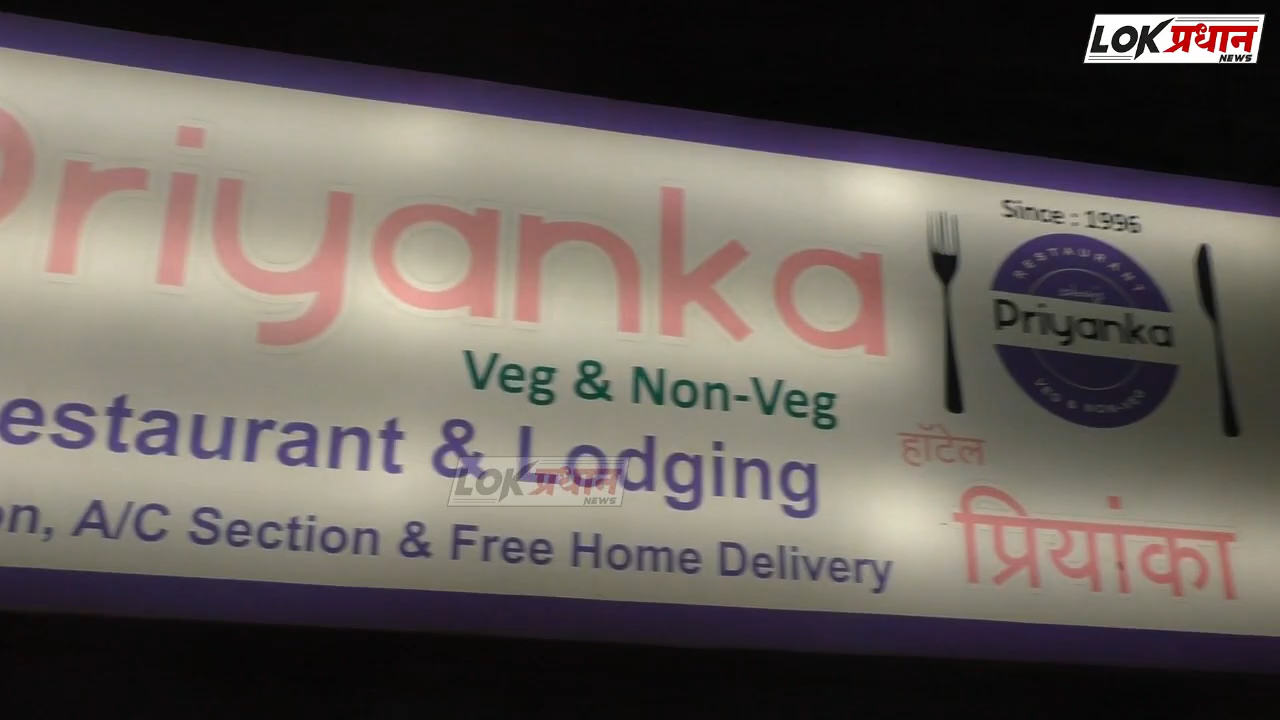 LOK प्रधान
NEWS
Priyanka
Since : 1996
RESTAURANT
Priyanka
VEG & NON-VEG
Veg & Non-Veg
estaurant & Lodging
हॉटेल
LOK प्रधान
NEWS
on, A/C Section & Free Home Delivery
प्रियांका